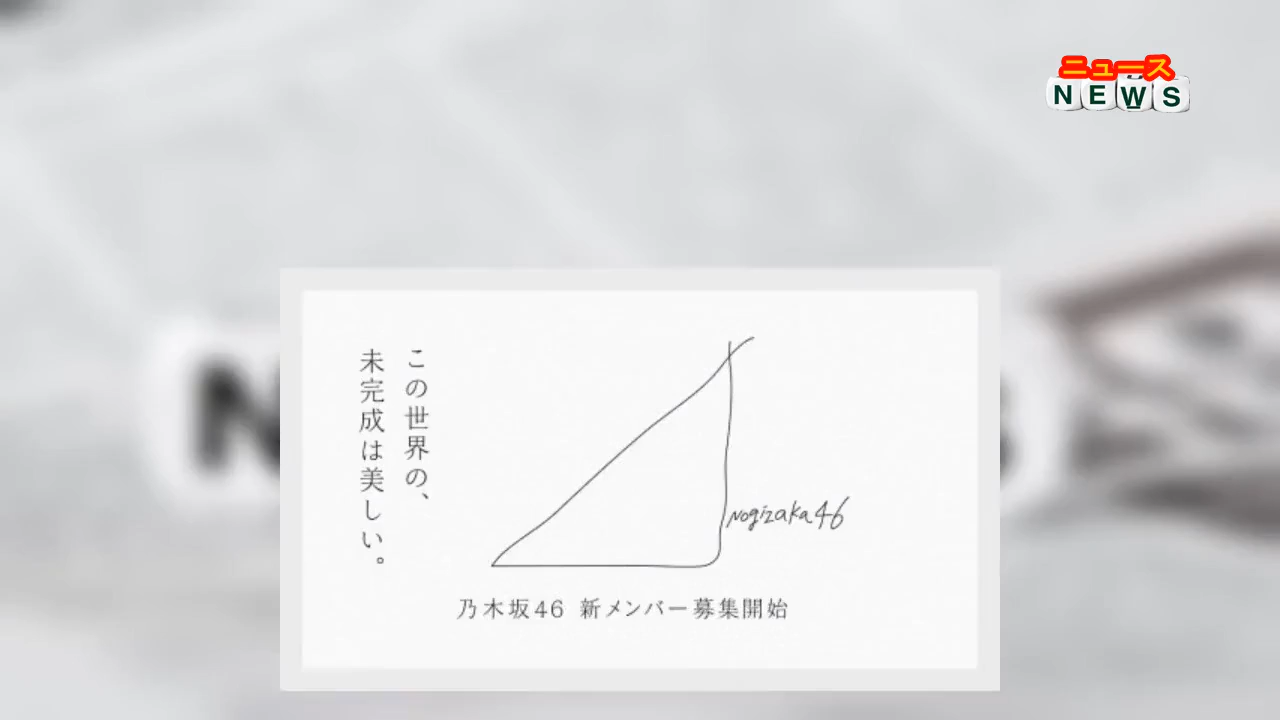 ニュース
NEWS
この世界の、
未完成は美しい。
Nogizaka46
乃木坂46 新メンバー募集開始